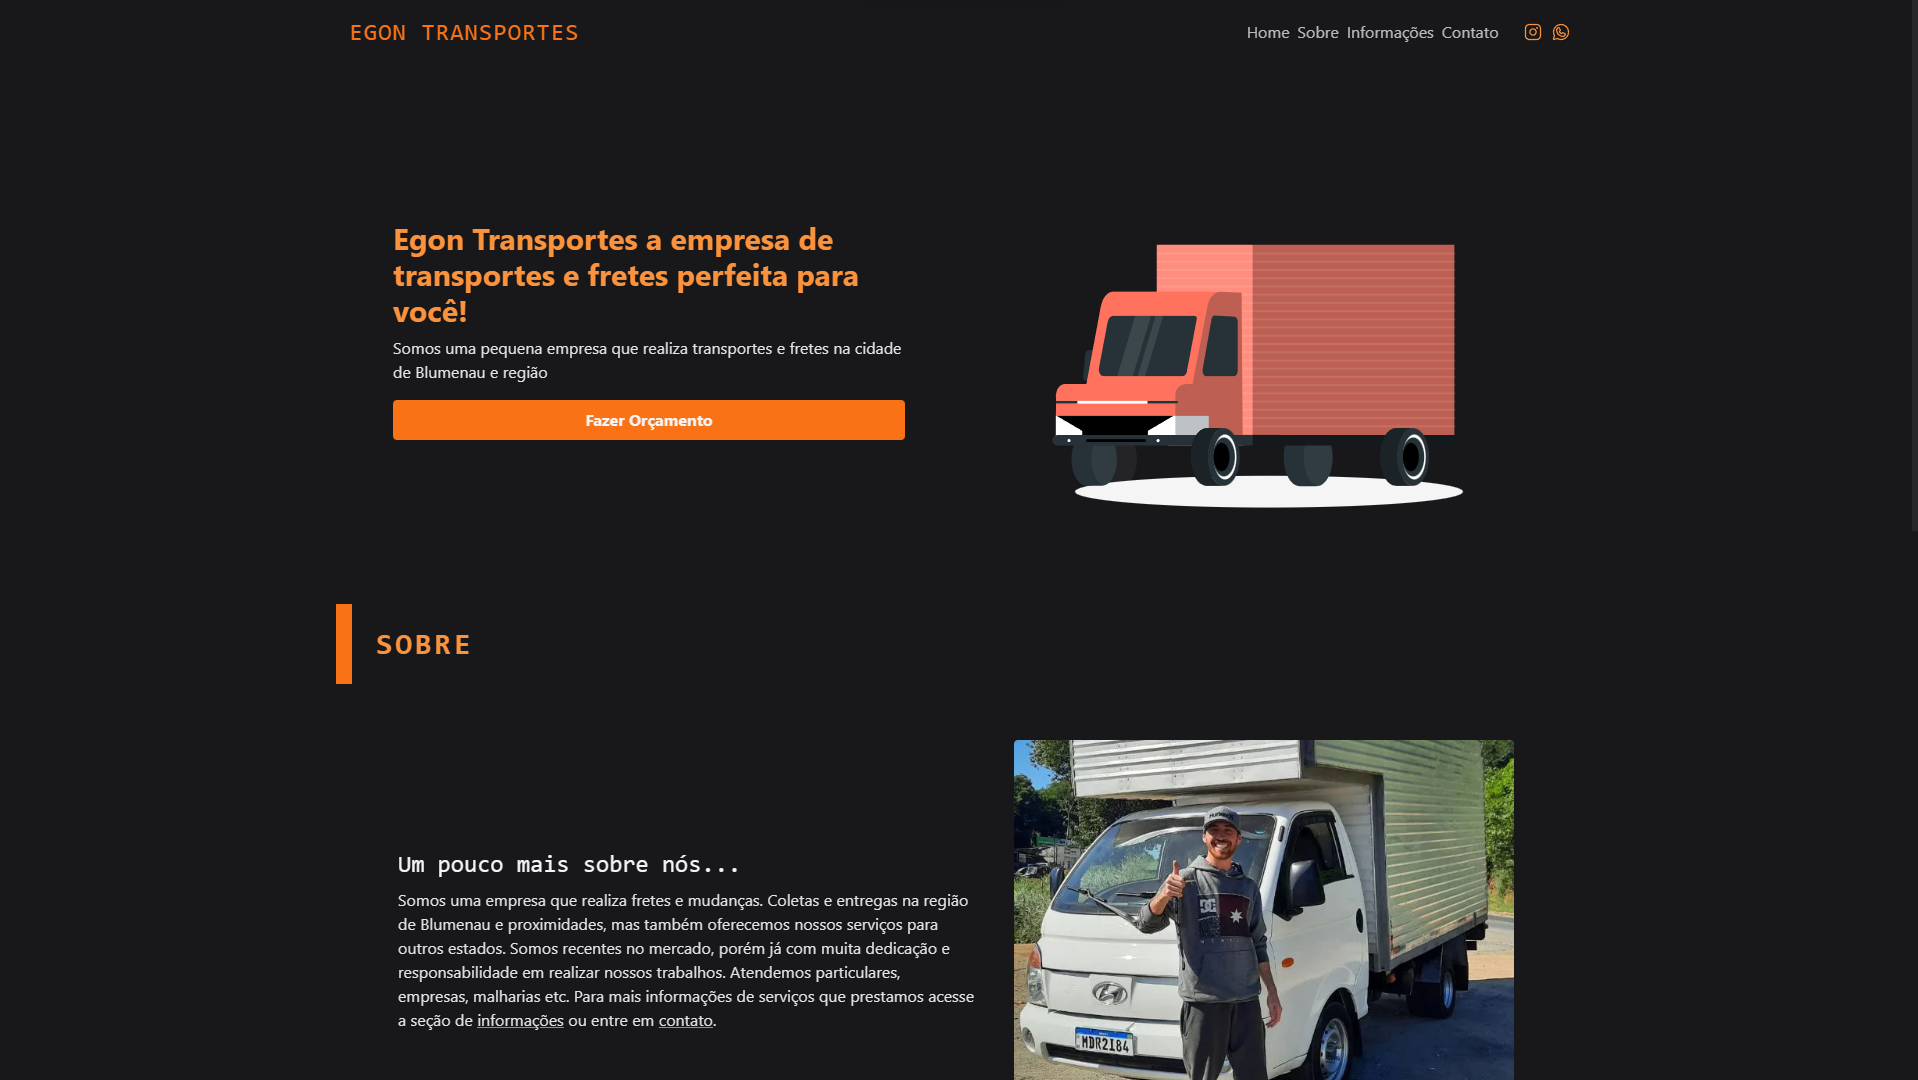 EGON TRANSPORTES
Home Sobre Informações Contato
Egon Transportes a empresa de
transportes e fretes perfeita para
você!
Somos uma pequena empresa que realiza transportes e fretes na cidade
de Blumenau e região
Fazer Orçamento
SOBRE
Um pouco mais sobre nós...
Somos uma empresa que realiza fretes e mudanças. Coletas e entregas na região
de Blumenau e proximidades, mas também oferecemos nossos serviços para
outros estados. Somos recentes no mercado, porém já com muita dedicação e
responsabilidade em realizar nossos trabalhos. Atendemos particulares,
empresas, malharias etc. Para mais informações de serviços que prestamos acesse
a seção de informações ou entre em contato.
Hurley
DC
MDR2184